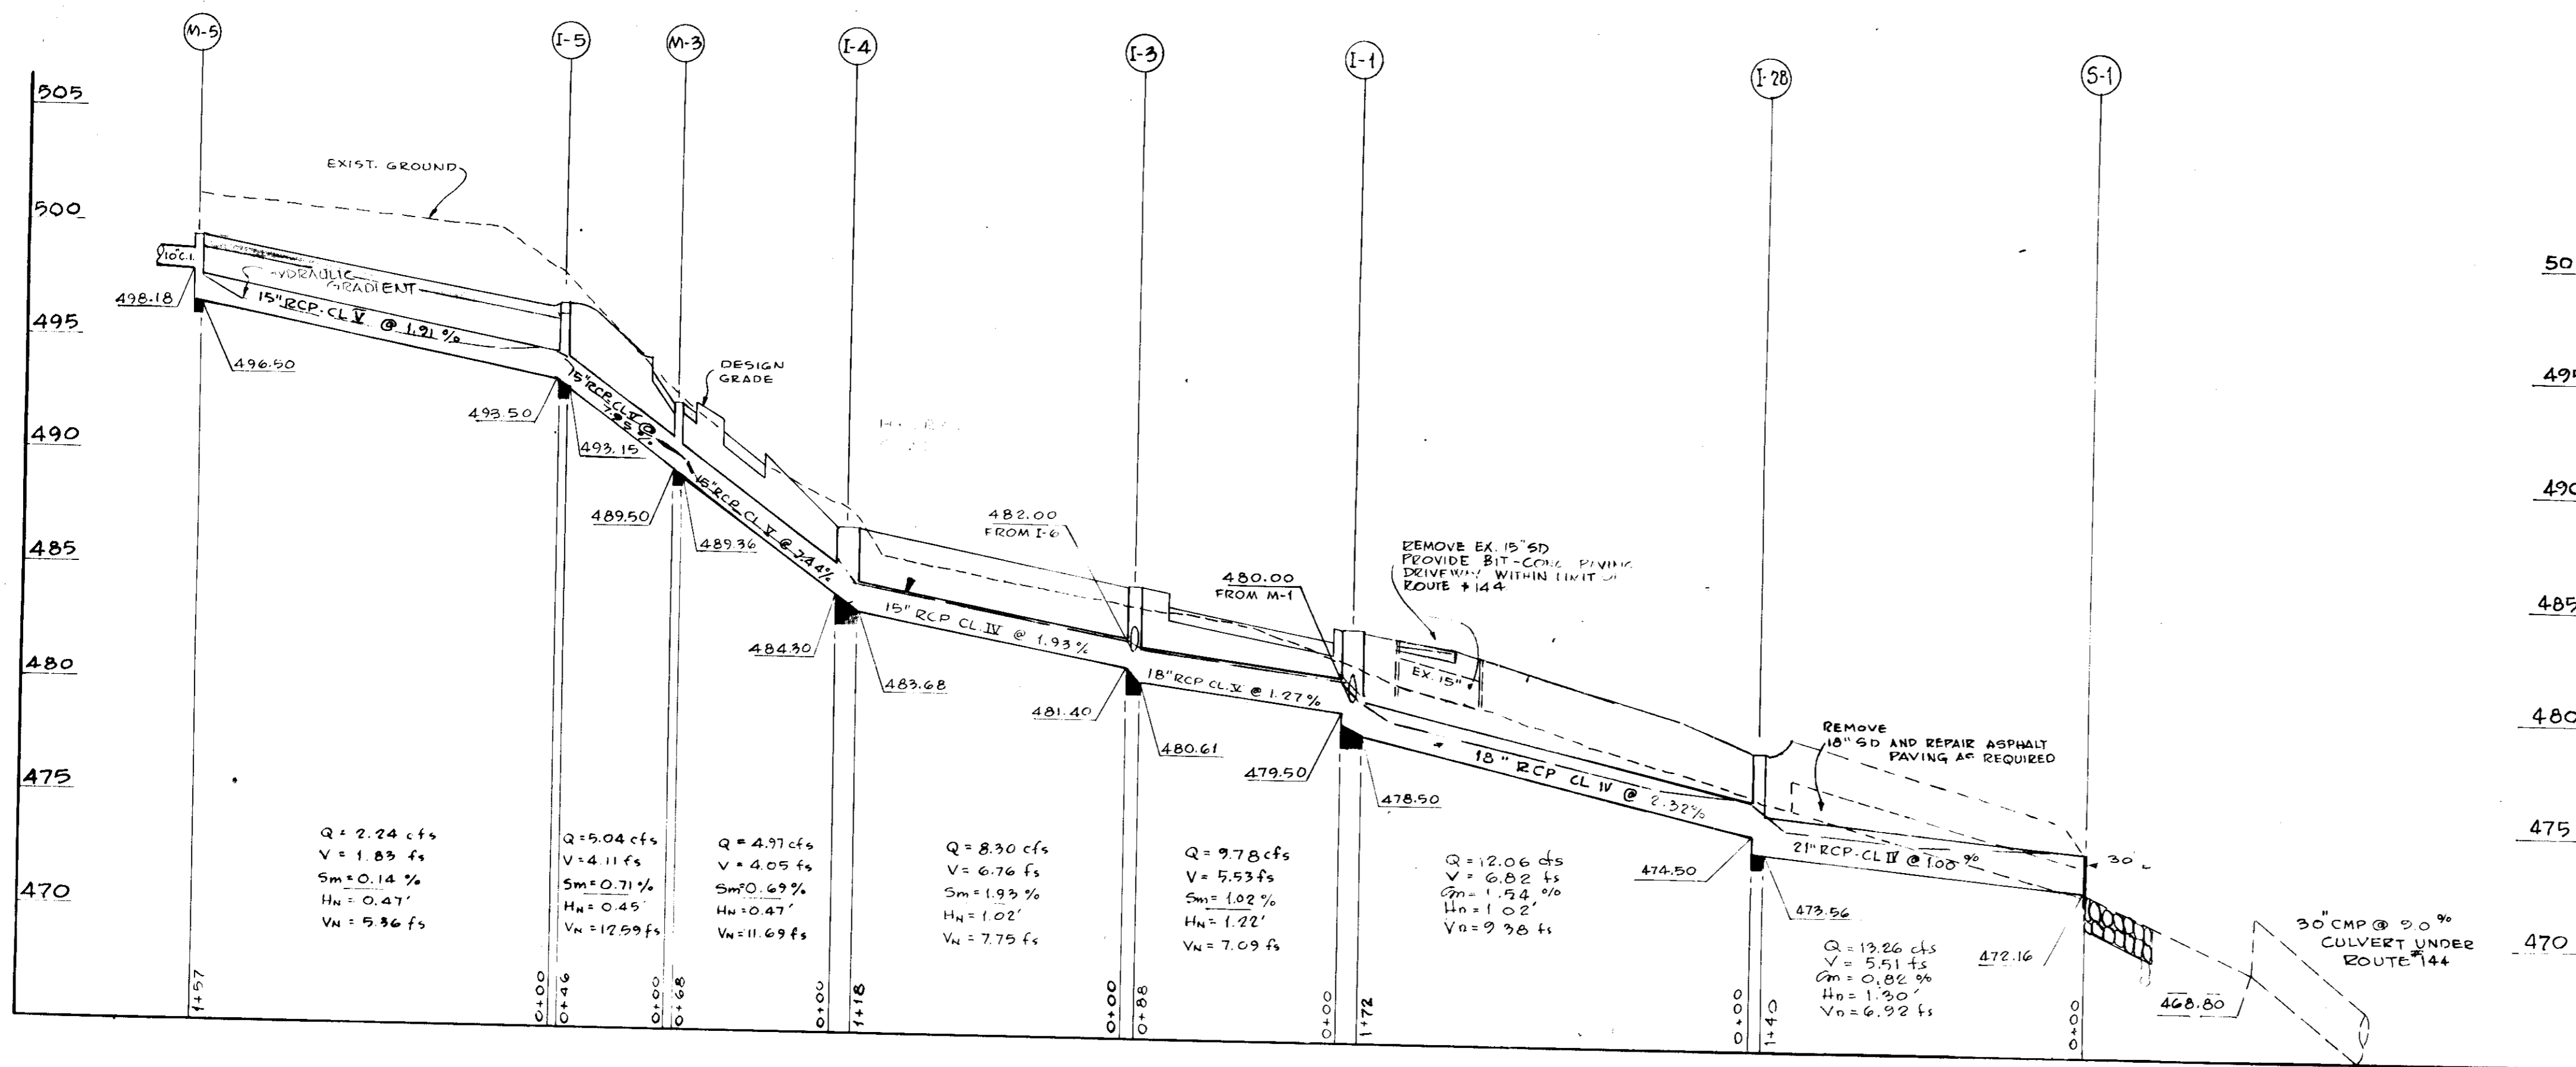 M-5
I-5
M-3
I-4
I-3
I-1
I-28
S-1
505
500
495
490
485
480
475
470
EXIST. GROUND
10" C.I.
HYDRAULIC
GRADIENT
498.18
15" RCP-CL V @ 1.91 %
496.50
493.50
15" RCP-CL V @
7.95 %
493.15
DESIGN
GRADE
489.50
15" RCP CL V @ 7.44%
489.36
484.30
15" RCP CL. IV @ 1.93%
483.68
482.00
FROM I-6
481.40
18" RCP CL. V @ 1.27%
480.61
480.00
FROM M-1
479.50
478.50
REMOVE EX. 15" SD
PROVIDE BIT-CONC PAVING
DRIVEWAY WITHIN LIMIT OF
ROUTE #144
EX. 15"
18" RCP CL IV @ 2.32%
474.50
473.56
REMOVE
18" SD AND REPAIR ASPHALT
PAVING AS REQUIRED
21" RCP-CL IV @ 1.00 %
30'
472.16
468.80
30" CMP @ 5.0 %
CULVERT UNDER
ROUTE #144
Q = 2.24 cfs
V = 1.83 fs
Sm = 0.14 %
HN = 0.47'
VN = 5.36 fs
Q = 5.04 cfs
V = 4.11 fs
Sm = 0.71 %
HN = 0.45'
VN = 12.59 fs
Q = 4.97 cfs
V = 4.05 fs
Sm = 0.69 %
HN = 0.47'
VN = 11.69 fs
Q = 8.30 cfs
V = 6.76 fs
Sm = 1.93 %
HN = 1.02'
VN = 7.75 fs
Q = 9.78 cfs
V = 5.53 fs
Sm = 1.02 %
HN = 1.22'
VN = 7.09 fs
Q = 12.06 cfs
V = 6.82 fs
Sm = 1.54 %
Hn = 1.02'
Vn = 9.38 fs
Q = 13.26 cfs
V = 5.51 fs
Sm = 0.82 %
Hn = 1.30'
Vn = 6.92 fs
1+57
0+00
0+46
0+00
0+68
0+00
1+18
0+00
0+88
0+00
1+72
0+00
1+40
0+00
50
495
490
485
480
475
470